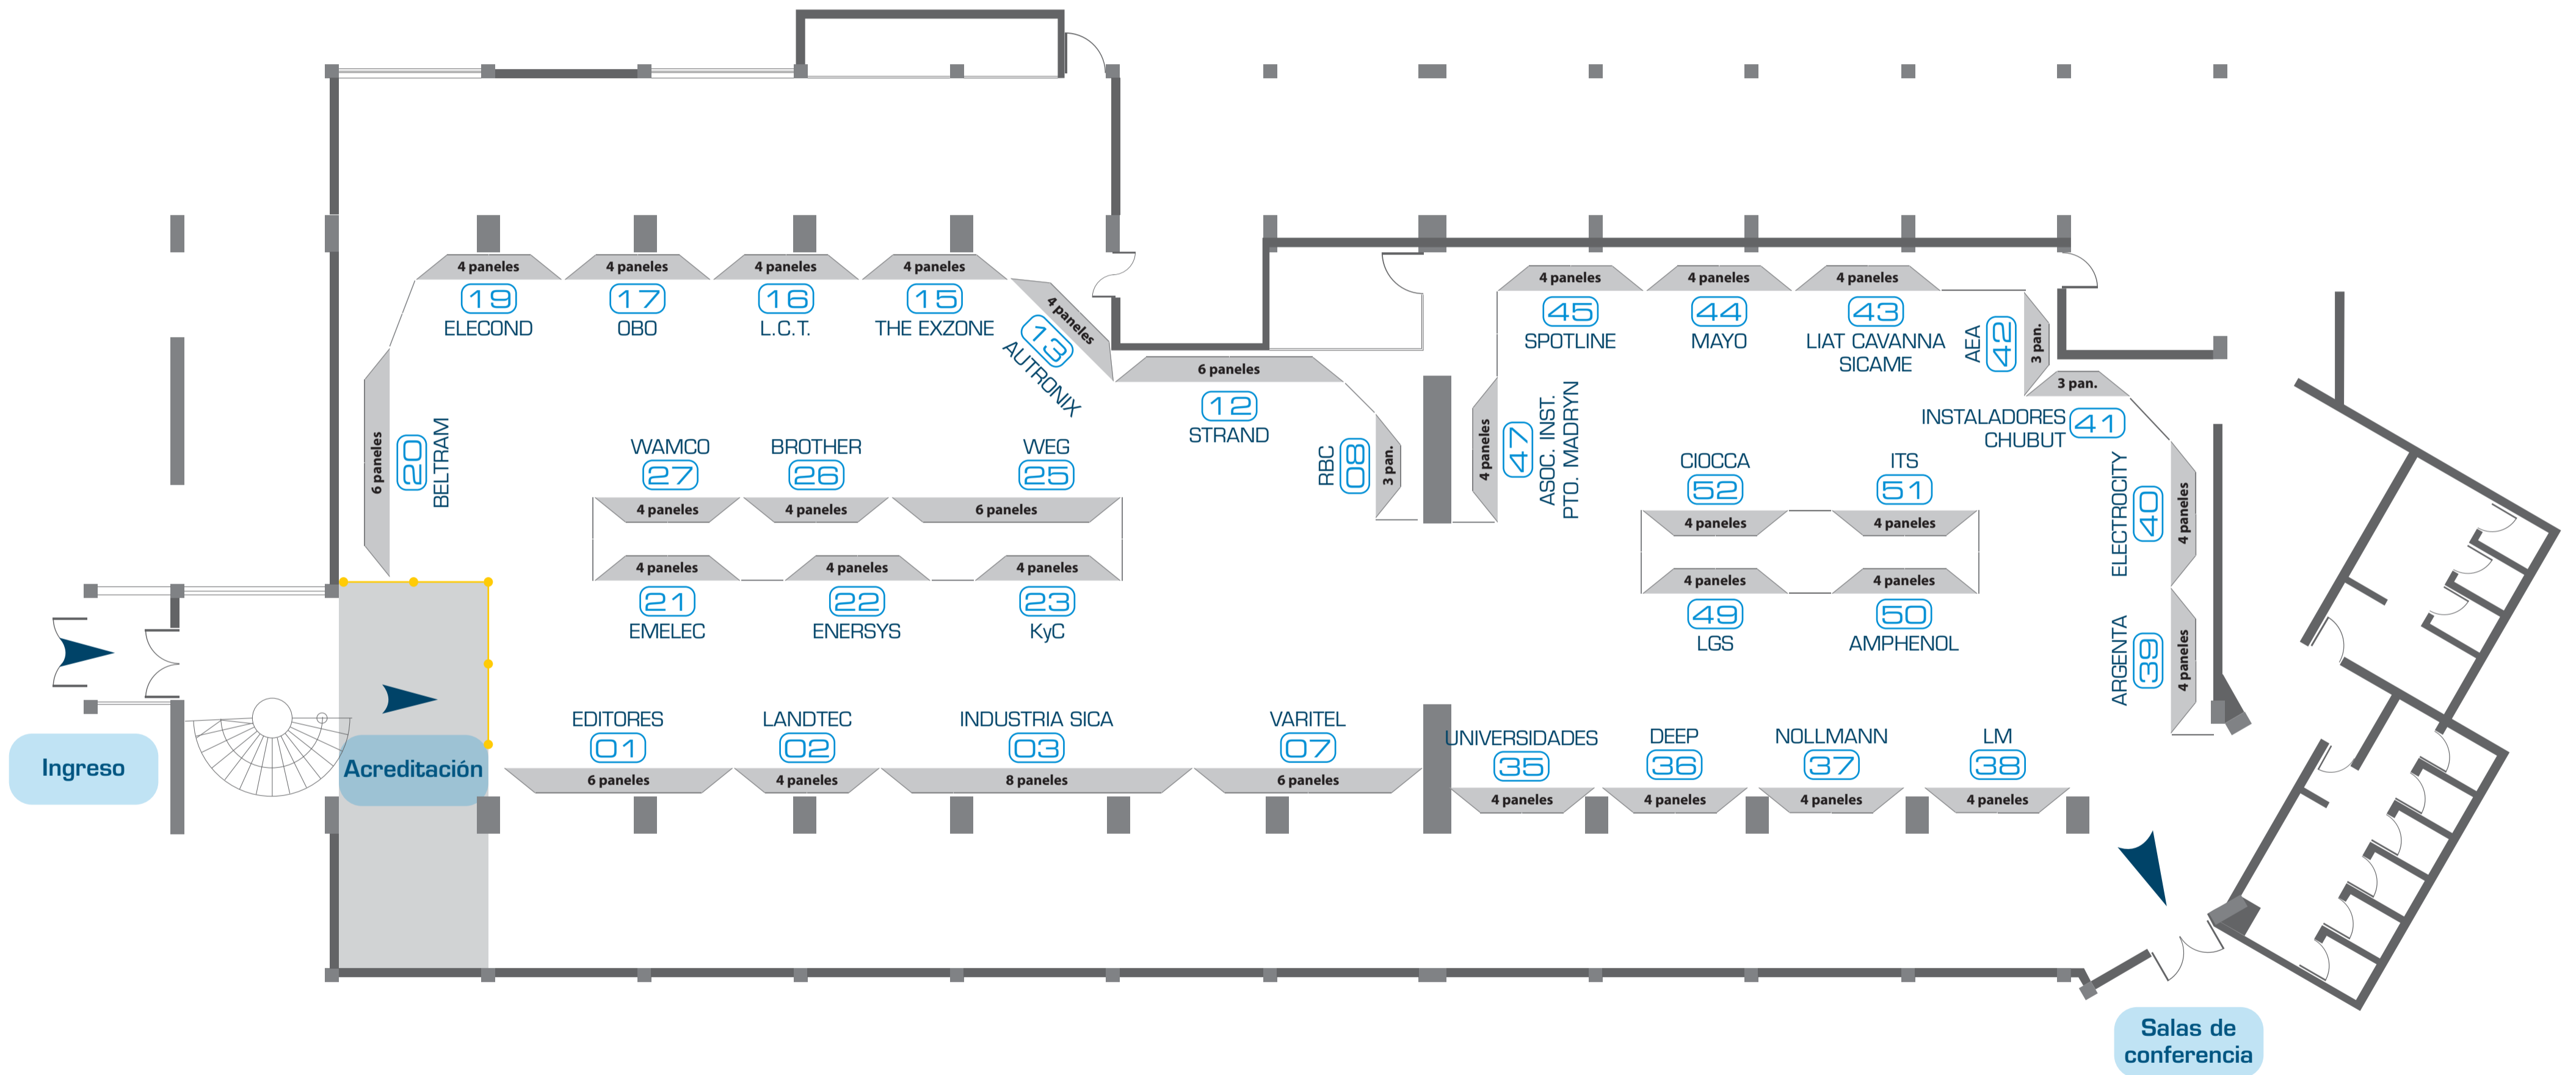 4 paneles
19
ELECOND
4 paneles
17
OBO
4 paneles
16
L.C.T.
4 paneles
15
THE EXZONE
4 paneles
13
AUTRONIX
6 paneles
12
STRAND
3 pan.
08
RBC
6 paneles
20
BELTRAM
WAMCO
27
4 paneles
BROTHER
26
4 paneles
WEG
25
6 paneles
4 paneles
21
EMELEC
4 paneles
22
ENERSYS
4 paneles
23
KyC
EDITORES
01
6 paneles
LANDTEC
02
4 paneles
INDUSTRIA SICA
03
8 paneles
VARITEL
07
6 paneles
Ingreso
Acreditación
4 paneles
45
SPOTLINE
4 paneles
44
MAYO
4 paneles
43
LIAT CAVANNA
SICAME
AEA
42
3 pan.
3 pan.
INSTALADORES
CHUBUT
41
4 paneles
47
ASOC. INST.
PTO. MADRYN
CIOCCA
52
4 paneles
ITS
51
4 paneles
4 paneles
49
LGS
4 paneles
50
AMPHENOL
ELECTROCITY
40
4 paneles
ARGENTA
39
4 paneles
UNIVERSIDADES
35
4 paneles
DEEP
36
4 paneles
NOLLMANN
37
4 paneles
LM
38
4 paneles
Salas de
conferencia